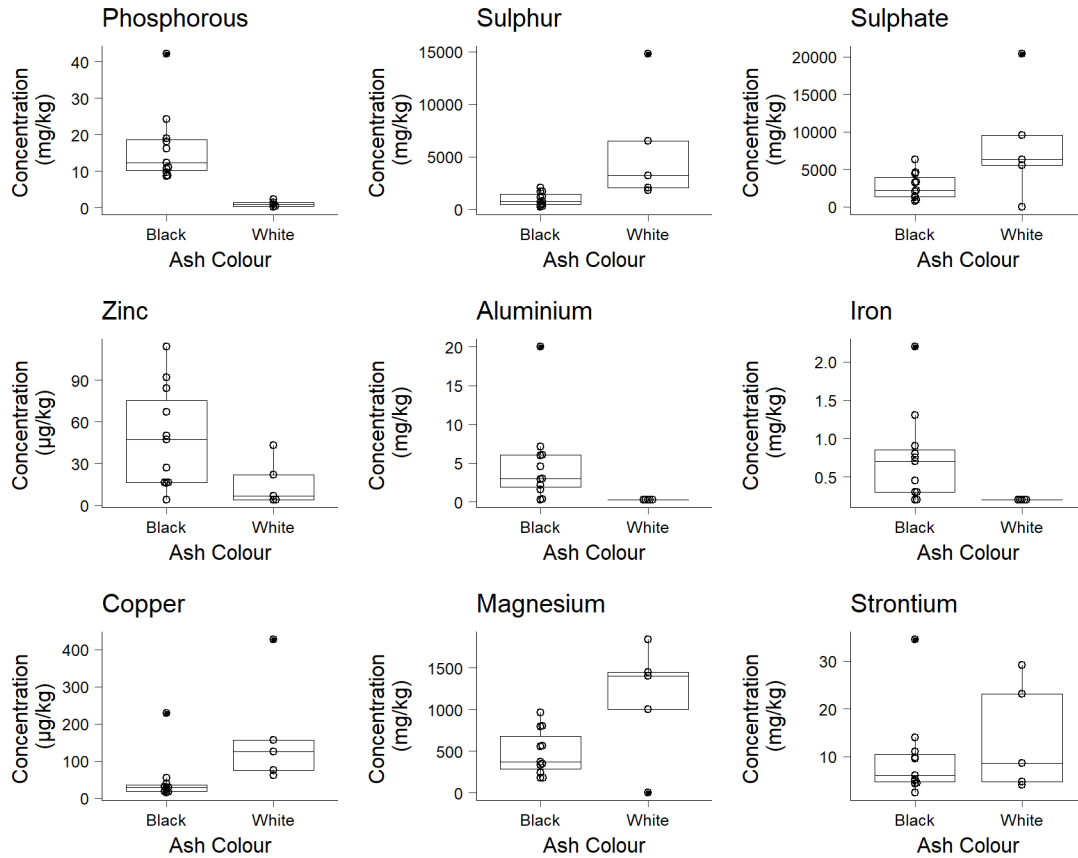 Phosphorous
Concentration
(mg/kg)
40
30
20
10
0
Black White
Ash Colour
Sulphur
Concentration
(mg/kg)
15000
10000
5000
0
Black White
Ash Colour
Sulphate
Concentration
(mg/kg)
20000
15000
10000
5000
0
Black White
Ash Colour
Zinc
Concentration
(µg/kg)
90
60
30
0
Black White
Ash Colour
Aluminium
Concentration
(mg/kg)
20
15
10
5
0
Black White
Ash Colour
Iron
Concentration
(mg/kg)
2.0
1.5
1.0
0.5
Black White
Ash Colour
Copper
Concentration
(µg/kg)
400
300
200
100
0
Black White
Ash Colour
Magnesium
Concentration
(mg/kg)
1500
1000
500
0
Black White
Ash Colour
Strontium
Concentration
(mg/kg)
30
20
10
Black White
Ash Colour